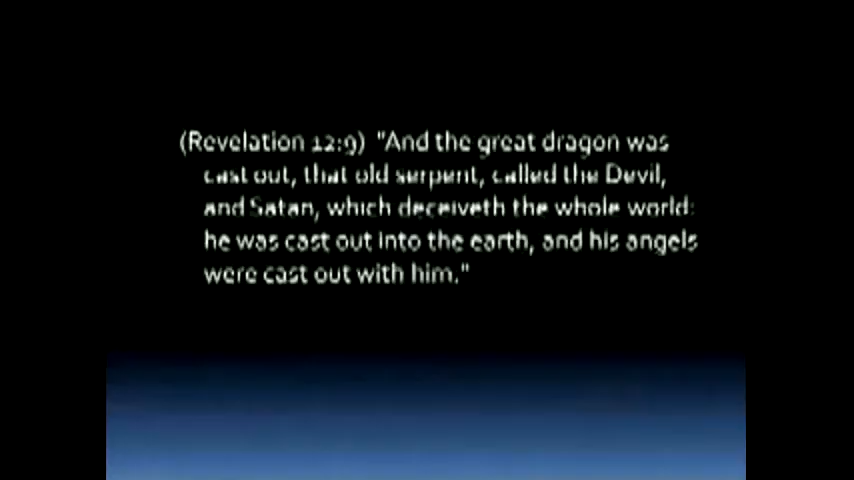 (Revelation 12:9) "And the great dragon was
cast out, that old serpent, called the Devil,
and Satan, which deceiveth the whole world:
he was cast out into the earth, and his angels
were cast out with him."